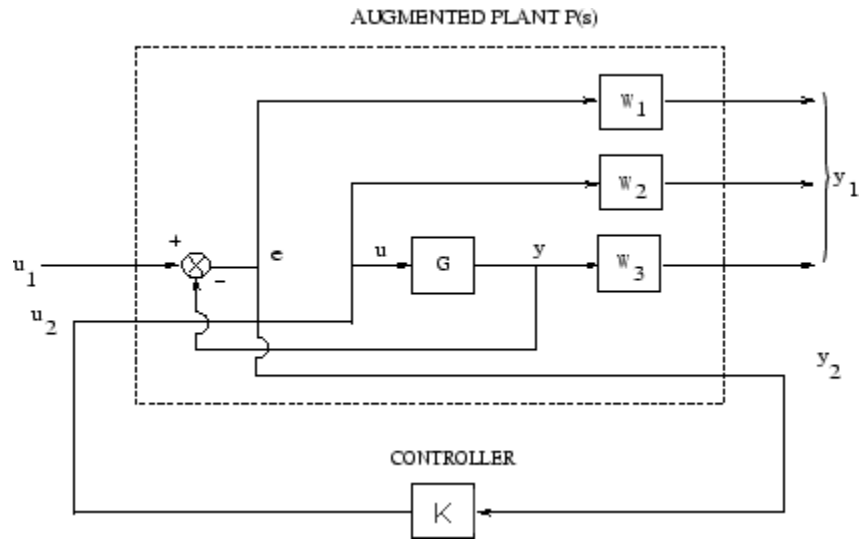 AUGMENTED PLANT P(s)
W1
W2
y1
+
u1
e
u
G
y
W3
−
u2
y2
CONTROLLER
K